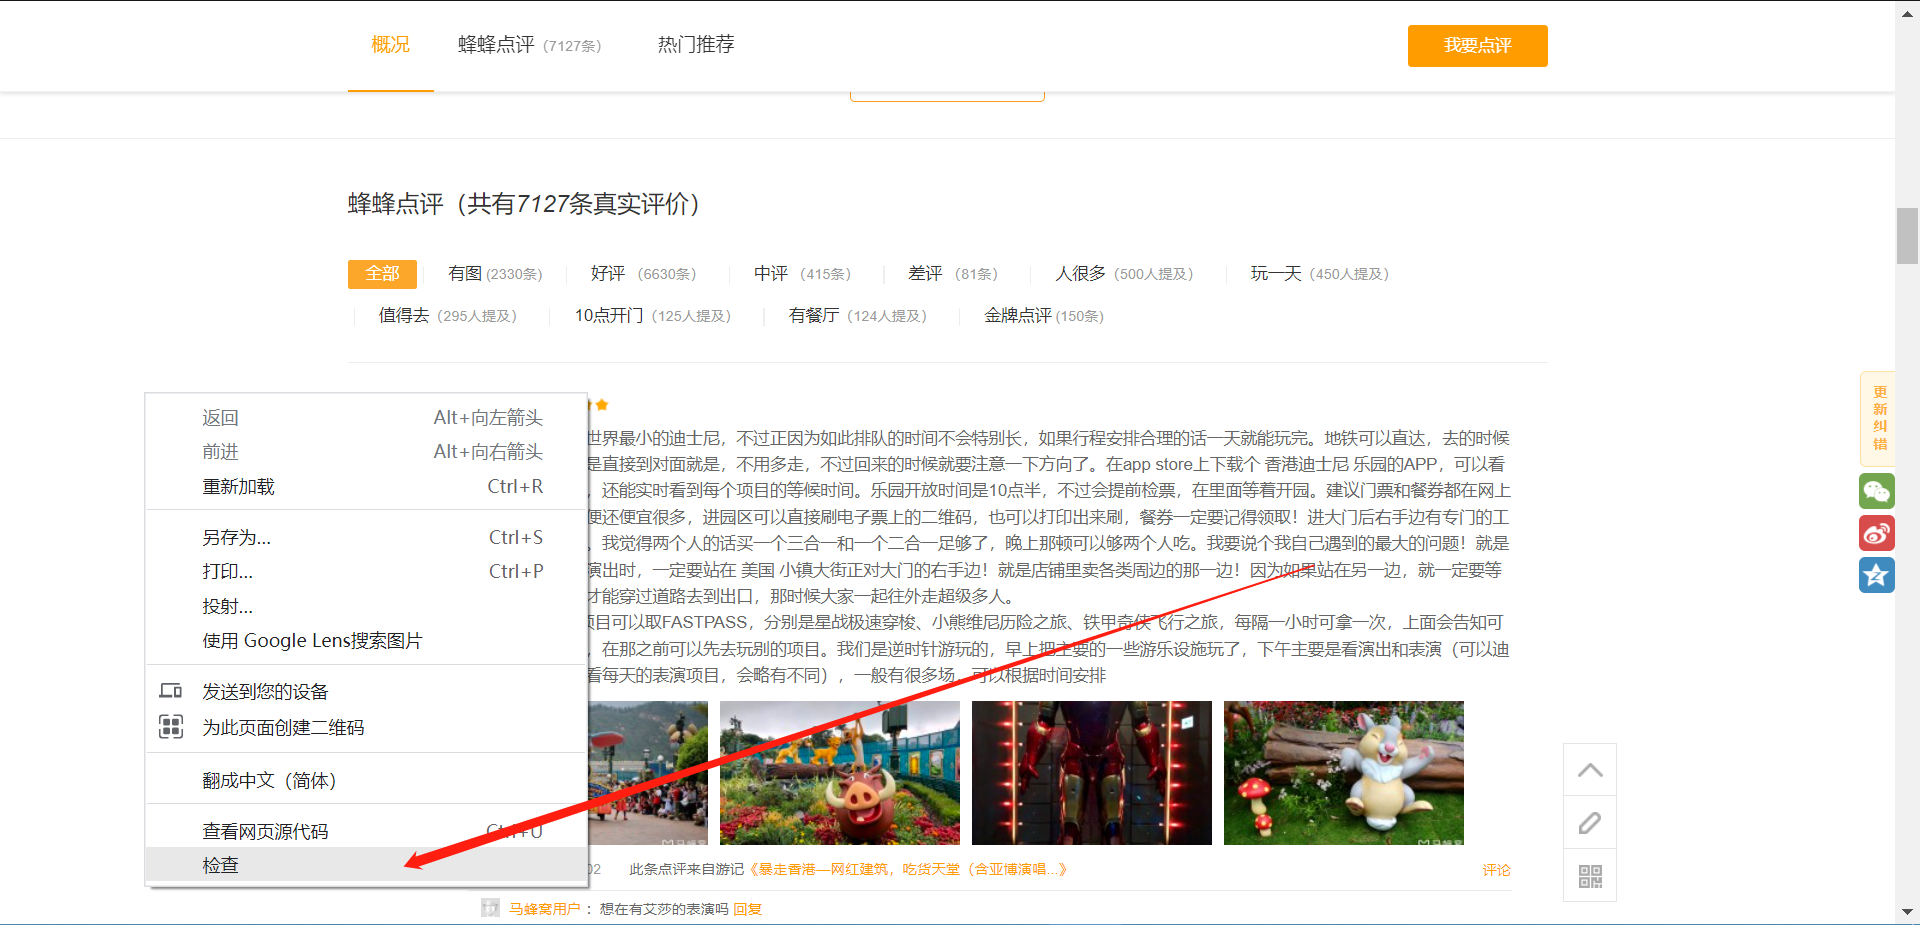 概况
蜂蜂点评（7127条）
热门推荐
我要点评
蜂蜂点评（共有7127条真实评价）
全部
有图(2330条)
好评（6630条）
中评（415条）
差评（81条）
人很多（500人提及）
玩一天（450人提及）
值得去（295人提及）
10点开门（125人提及）
有餐厅（124人提及）
金牌点评(150条)
返回 Alt+向左箭头
前进 Alt+向右箭头
重新加载 Ctrl+R
另存为... Ctrl+S
打印... Ctrl+P
投射...
使用 Google Lens搜索图片
发送到您的设备
为此页面创建二维码
翻成中文（简体）
查看网页源代码 Ctrl+U
检查
世界最小的迪士尼，不过正因为如此排队的时间不会特别长，如果行程安排合理的话一天就能玩完。地铁可以直达，去的时候
是直接到对面就是，不用多走，不过回来的时候就要注意一下方向了。在app store上下载个 香港迪士尼 乐园的APP，可以看
，还能实时看到每个项目的等候时间。乐园开放时间是10点半，不过会提前检票，在里面等着开园。建议门票和餐券都在网上
便还便宜很多，进园区可以直接刷电子票上的二维码，也可以打印出来刷，餐券一定要记得领取！进大门后右手边有专门的工
。我觉得两个人的话买一个三合一和一个二合一足够了，晚上那顿可以够两个人吃。我要说个我自己遇到的最大的问题！就是
演出时，一定要站在 美国 小镇大街正对大门的右手边！就是店铺里卖各类周边的那一边！因为如果站在另一边，就一定要等
才能穿过道路去到出口，那时候大家一起往外走超级多人。
项目可以取FASTPASS，分别是星战极速穿梭、小熊维尼历险之旅、铁甲奇侠飞行之旅，每隔一小时可拿一次，上面会告知可
，在那之前可以先去玩别的项目。我们是逆时针游玩的，早上把主要的一些游乐设施玩了，下午主要是看演出和表演（可以迪
看每天的表演项目，会略有不同），一般有很多场，可以根据时间安排
02
此条点评来自游记《暴走香港—网红建筑，吃货天堂（含亚博演唱...》
评论
马蜂窝用户： 想在有艾莎的表演吗 回复
更新纠错